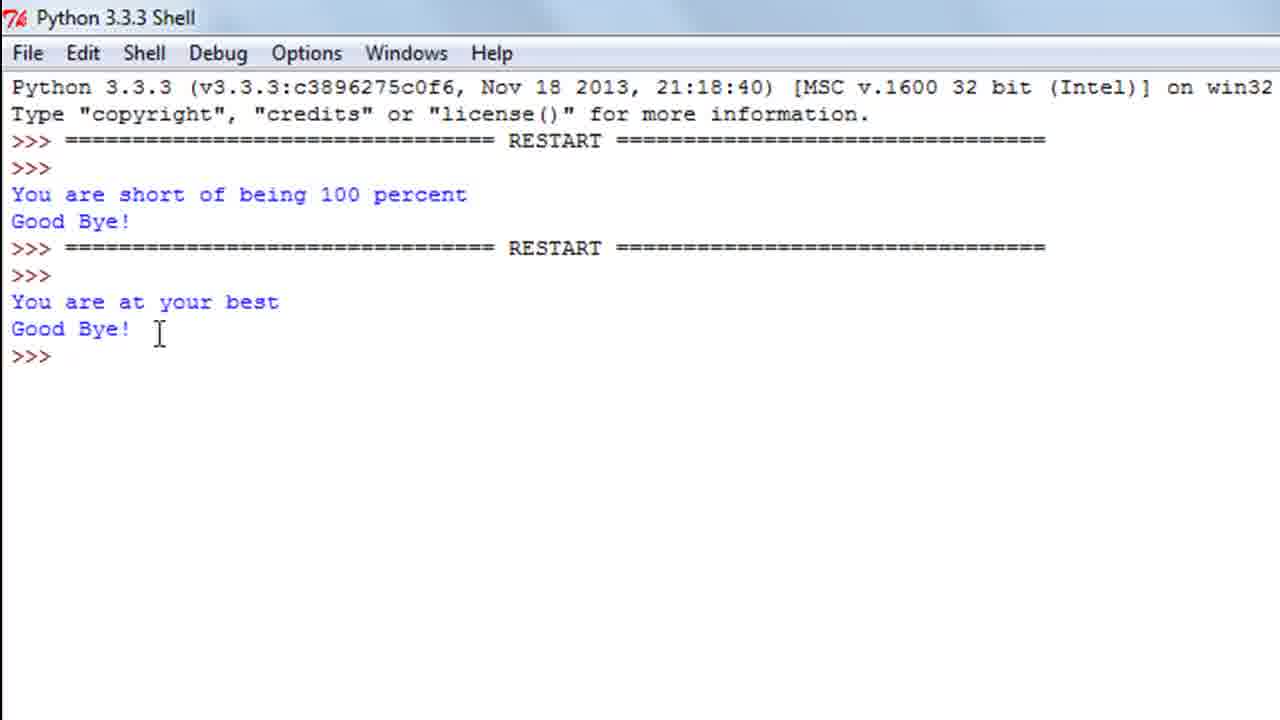 Python 3.3.3 Shell
File Edit Shell Debug Options Windows Help
Python 3.3.3 (v3.3.3:c3896275c0f6, Nov 18 2013, 21:18:40) [MSC v.1600 32 bit (Intel)] on win32
Type "copyright", "credits" or "license()" for more information.
>>> ================================ RESTART ================================
>>>
You are short of being 100 percent
Good Bye!
>>> ================================ RESTART ================================
>>>
You are at your best
Good Bye!
>>>